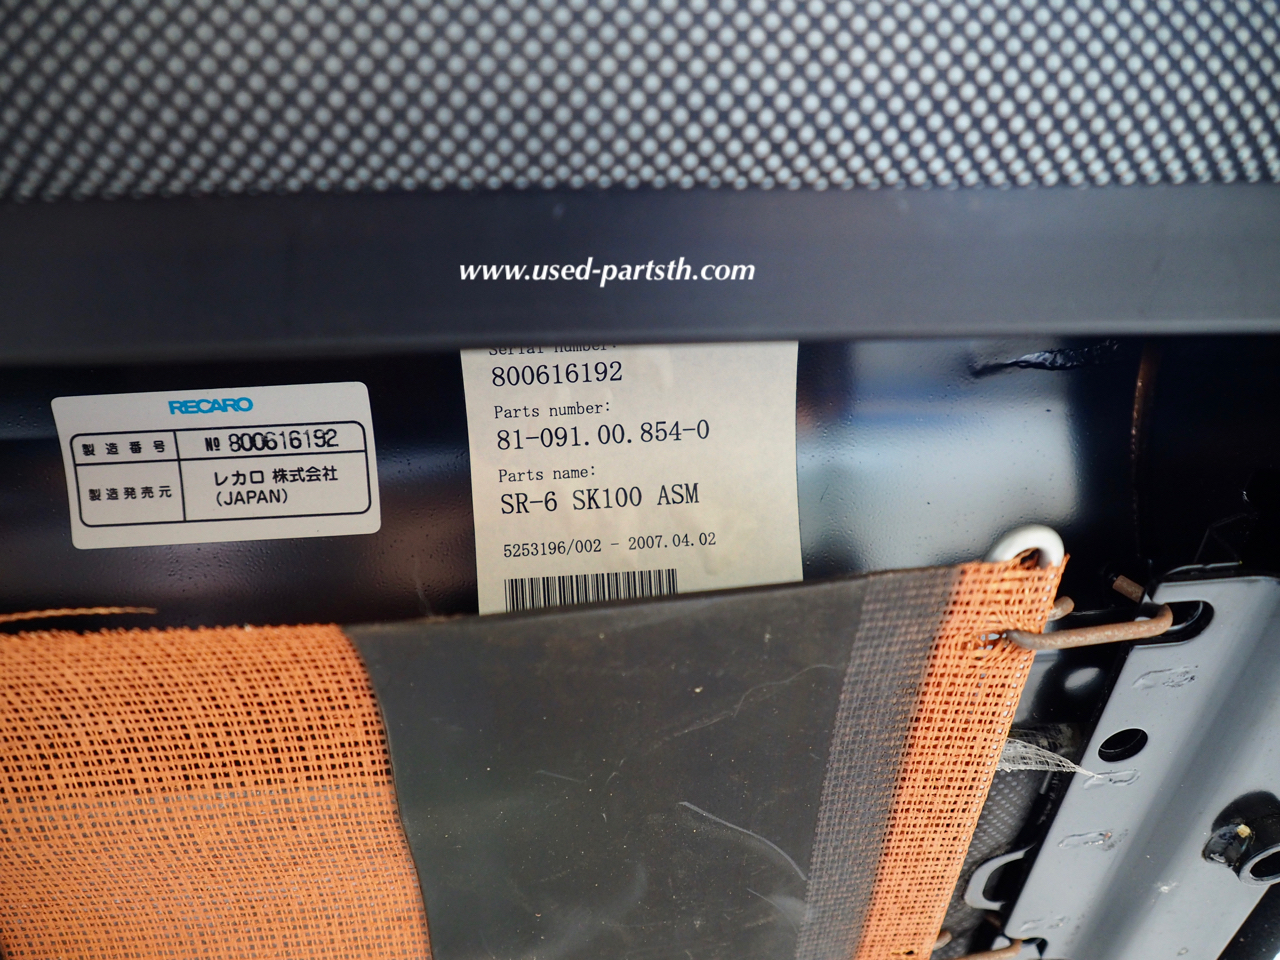 www.used-partsth.com
Serial number:
800616192
Parts number:
81-091.00.854-0
Parts name:
SR-6 SK100 ASM
5253196/002 - 2007.04.02
RECARO
製造番号 № 800616192
製造発売元 レカロ 株式会社
(JAPAN)